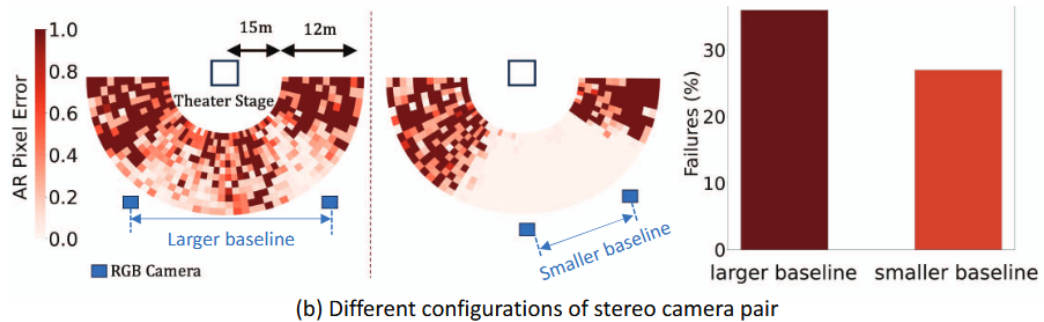 AR Pixel Error
1.0
0.8
0.6
0.4
0.2
0.0
15m
12m
Theater Stage
Larger baseline
RGB Camera
Theater Stage
Smaller baseline
Failures (%)
30
20
10
0
larger baseline
smaller baseline
(b) Different configurations of stereo camera pair